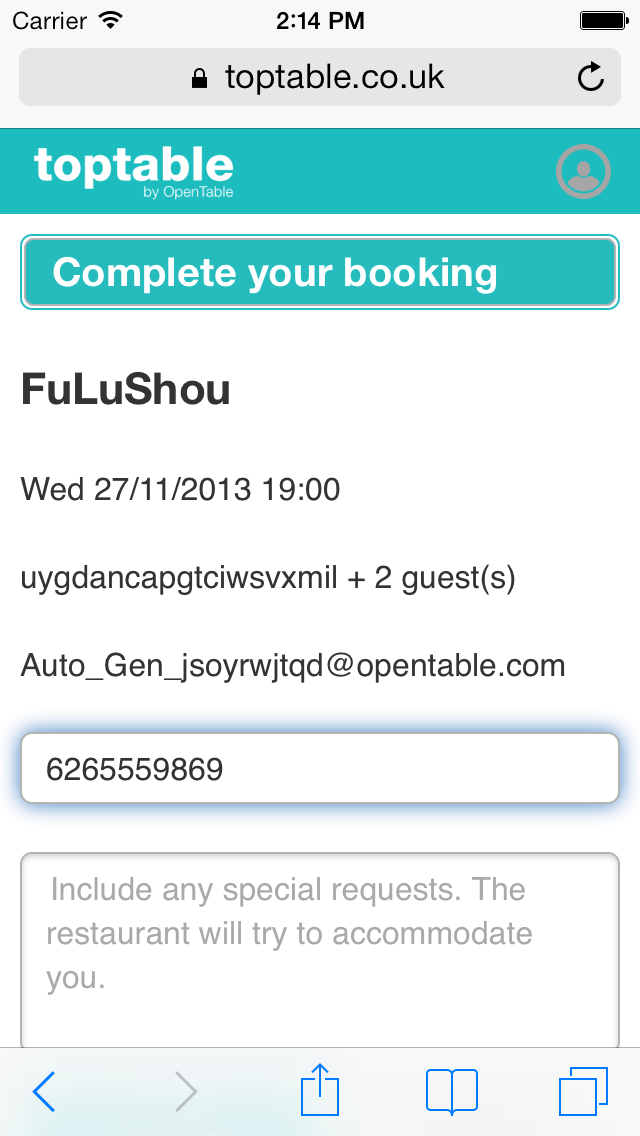 Carrier 2:14 PM
toptable.co.uk
toptable
by OpenTable
Complete your booking
FuLuShou
Wed 27/11/2013 19:00
uygdancapgtciwsvxmil + 2 guest(s)
Auto_Gen_jsoyrwjtqd@opentable.com
6265559869
Include any special requests. The
restaurant will try to accommodate
you.